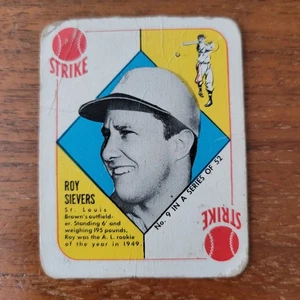 STRIKE
ROY
SIEVERS
St. Louis
Brown's outfield-
er. Standing 6' and
weighing 195 pounds,
Roy was the A. L. rookie
of the year in 1949.
No. 9 IN A SERIES OF 52
STRIKE